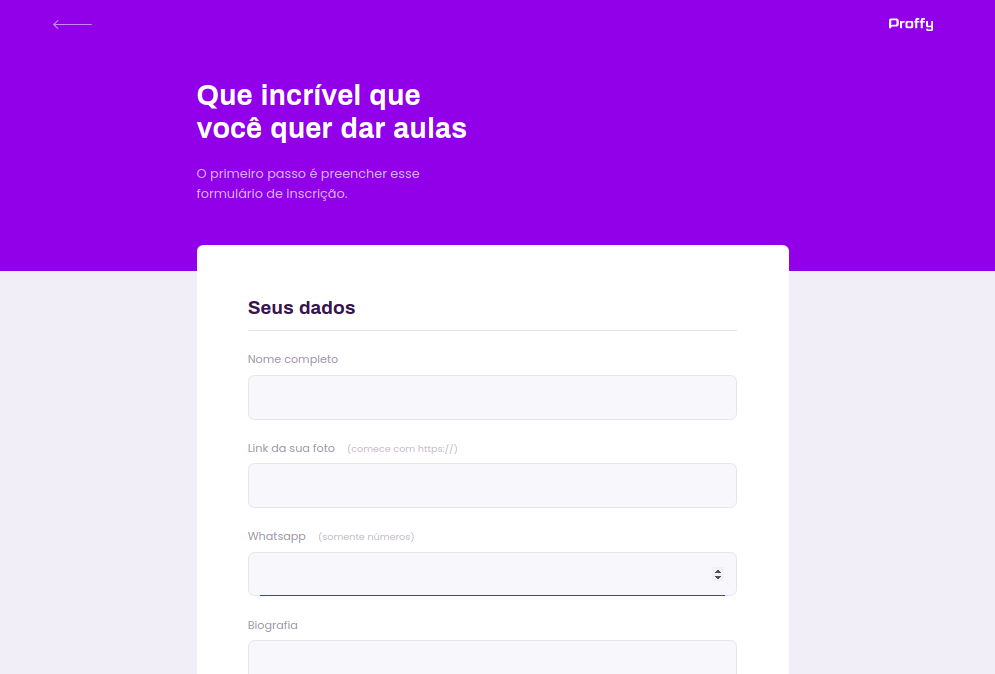 Proffy
Que incrível que
você quer dar aulas
O primeiro passo é preencher esse
formulário de inscrição.
Seus dados
Nome completo
Link da sua foto (comece com https://)
Whatsapp (somente números)
Biografia